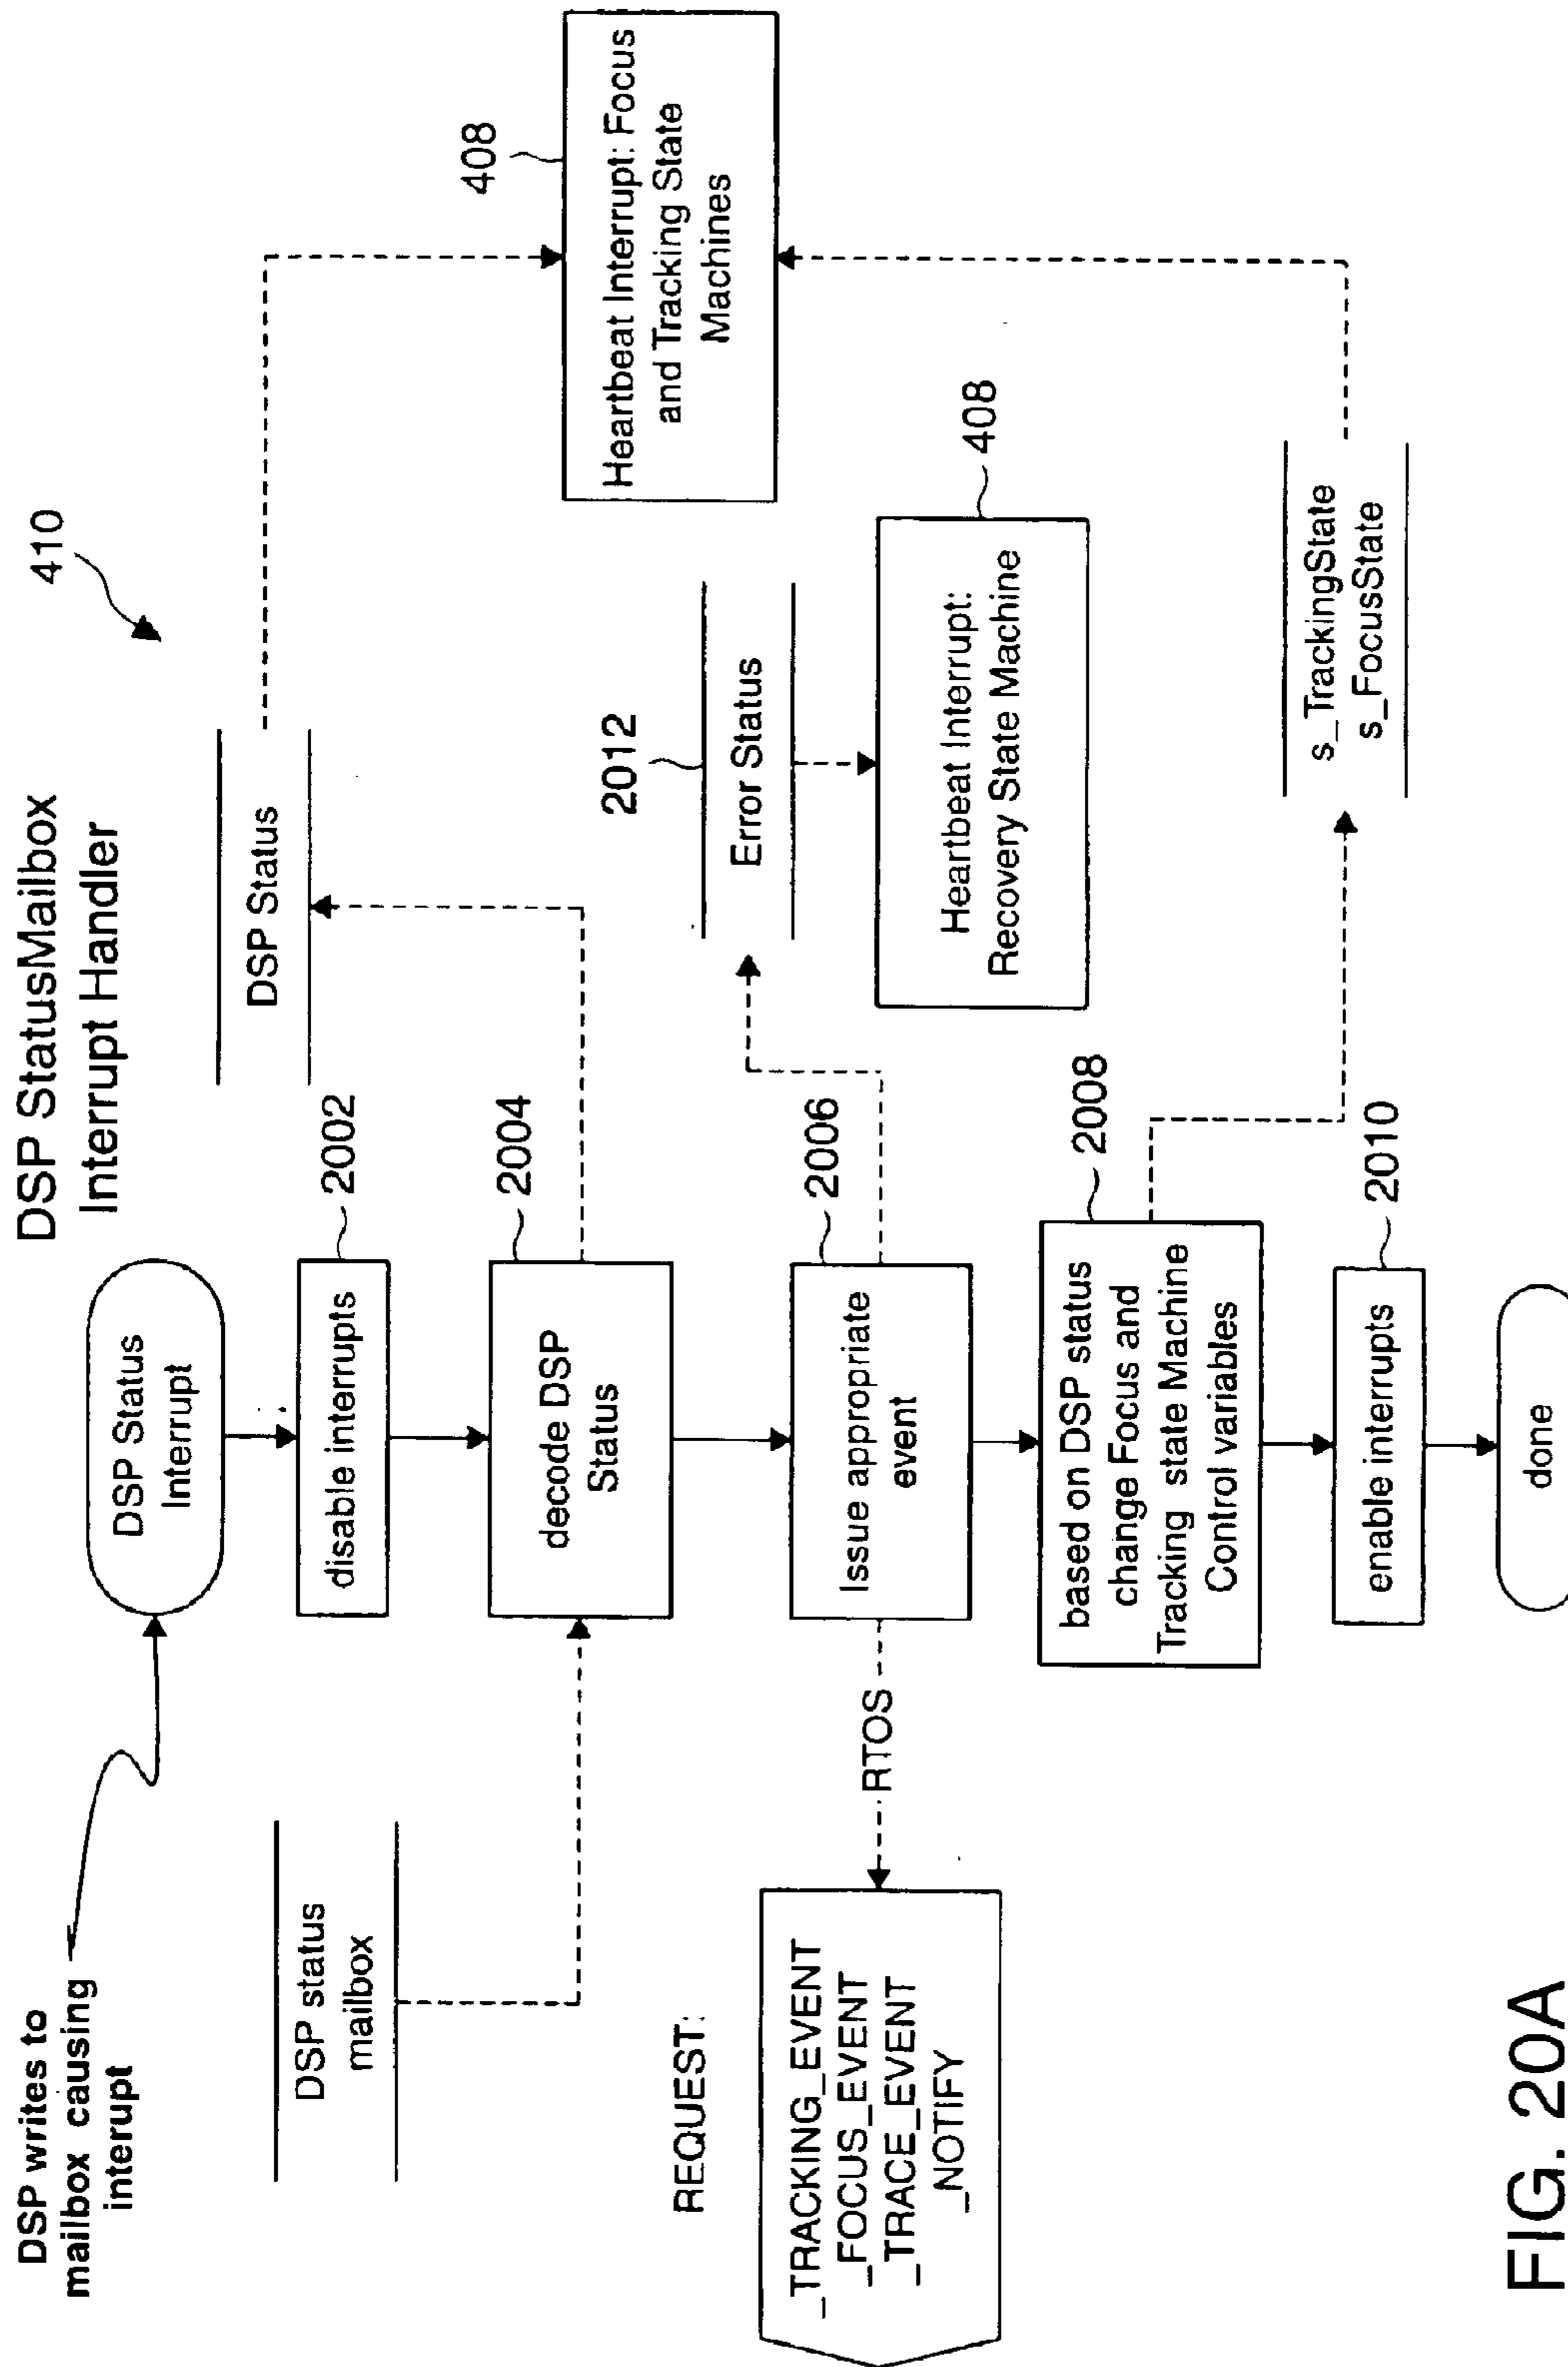 DSP StatusMailbox
Interrupt Handler
410
DSP writes to
mailbox causing
interupt
DSP Status
Interrupt
disable interrupts
2002
DSP status
mailbox
decode DSP
Status
2004
DSP Status
408
Heartbeat Interrupt: Focus
and Tracking State
Machines
REQUEST:
_TRACKING_EVENT
_FOCUS_EVENT
_TRACE_EVENT
_NOTIFY
RTOS
Issue appropriate
event
2006
2012
Error Status
408
Heartbeat Interrupt:
Recovery State Machine
based on DSP status
change Focus and
Tracking state Machine
Control variables
2008
s_TrackingState
s_FocusState
enable interrupts
2010
done
FIG. 20A